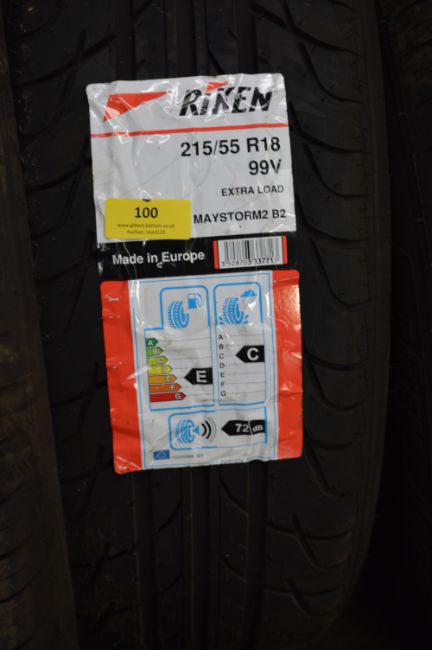 RIKEN
215/55 R18
99V
EXTRA LOAD
100
MAYSTORM2 B2
Made in Europe
A
B
E
F
G
A
B
C
D
E
F
G
E
C
72 dB